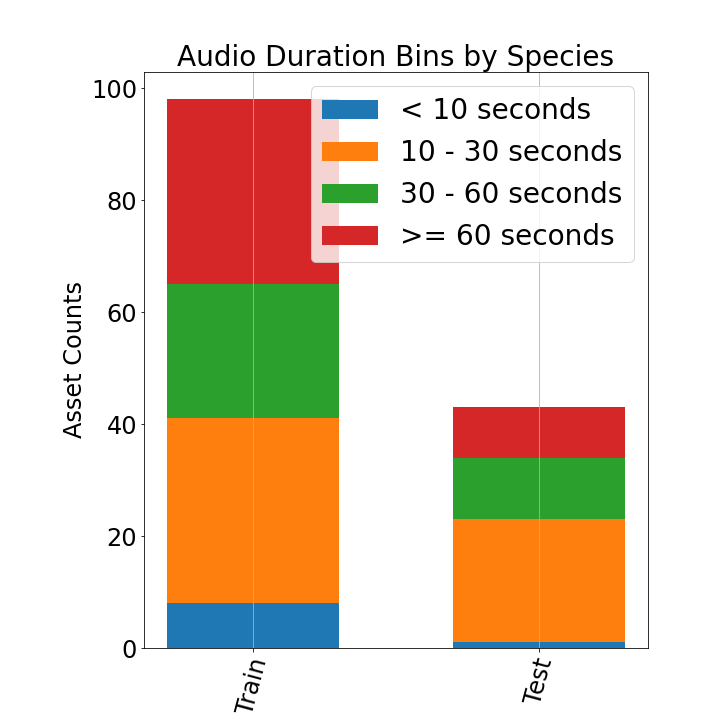 Audio Duration Bins by Species
100
80
60
40
20
0
Asset Counts
< 10 seconds
10 - 30 seconds
30 - 60 seconds
>= 60 seconds
Train
Test